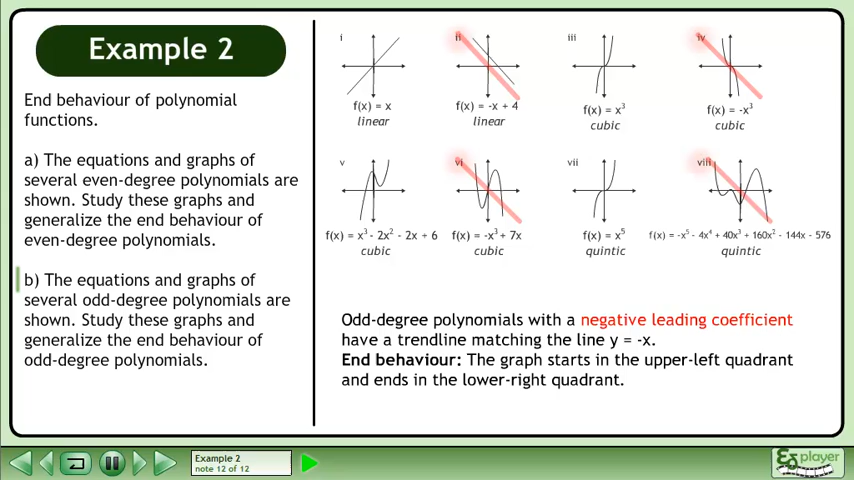 Example 2
End behaviour of polynomial
functions.
a) The equations and graphs of
several even-degree polynomials are
shown. Study these graphs and
generalize the end behaviour of
even-degree polynomials.
b) The equations and graphs of
several odd-degree polynomials are
shown. Study these graphs and
generalize the end behaviour of
odd-degree polynomials.
i ii iii iv
f(x) = x f(x) = -x + 4 f(x) = x³ f(x) = -x³
linear linear cubic cubic
v vi vii viii
f(x) = x³ - 2x² - 2x + 6 f(x) = -x³ + 7x f(x) = x⁵ f(x) = -x⁵ - 4x⁴ + 40x³ + 160x² - 144x - 576
cubic cubic quintic quintic
Odd-degree polynomials with a negative leading coefficient
have a trendline matching the line y = -x.
End behaviour: The graph starts in the upper-left quadrant
and ends in the lower-right quadrant.
Example 2
note 12 of 12
player